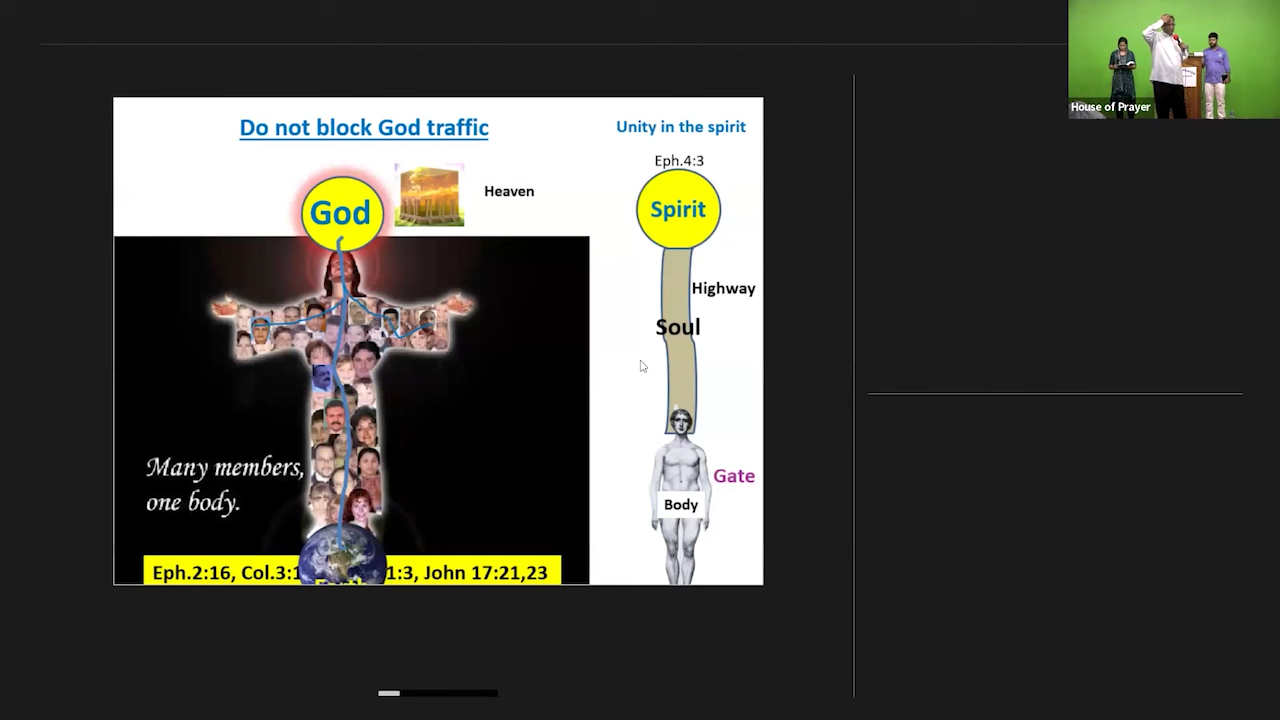 House of Prayer
Do not block God traffic
Unity in the spirit
Eph.4:3
God
Heaven
Spirit
Highway
Soul
Many members,
one body.
Gate
Body
Eph.2:16, Col.3:1 1:3, John 17:21,23